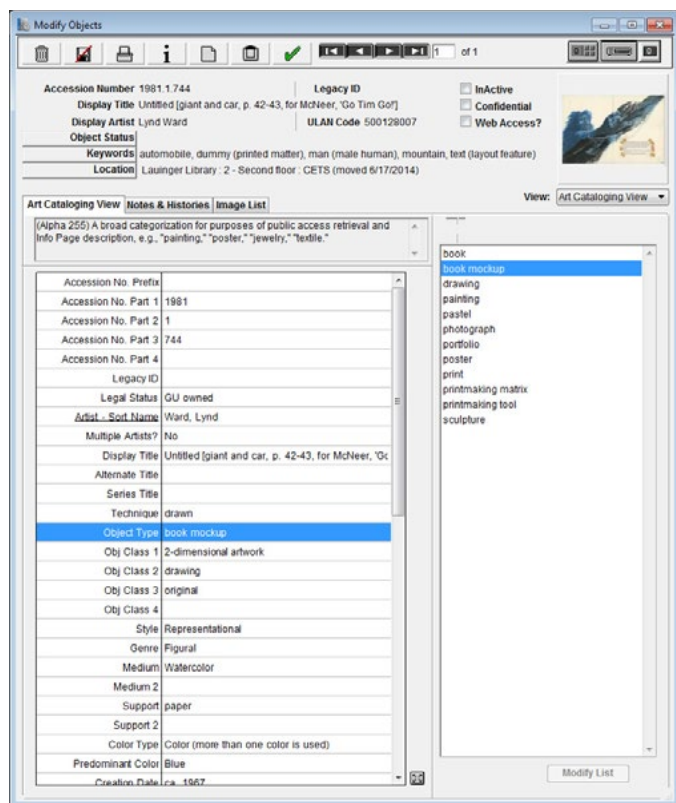 Modify Objects
1 of 1
Accession Number 1981.1.744 Legacy ID InActive
Display Title Untitled [giant and car, p. 42-43, for McNeer, 'Go Tim Go!'] Confidential
Display Artist Lynd Ward ULAN Code 500128007 Web Access?
Object Status
Keywords automobile, dummy (printed matter), man (male human), mountain, text (layout feature)
Location Lauinger Library : 2 - Second floor : CETS (moved 6/17/2014)
View: Art Cataloging View
Art Cataloging View Notes & Histories Image List
(Alpha 255) A broad categorization for purposes of public access retrieval and
Info Page description, e.g., "painting," "poster," "jewelry," "textile."
Accession No. Prefix
Accession No. Part 1 1981
Accession No. Part 2 1
Accession No. Part 3 744
Accession No. Part 4
Legacy ID
Legal Status GU owned
Artist - Sort Name Ward, Lynd
Multiple Artists? No
Display Title Untitled [giant and car, p. 42-43, for McNeer, 'Gc
Alternate Title
Series Title
Technique drawn
Object Type book mockup
Obj Class 1 2-dimensional artwork
Obj Class 2 drawing
Obj Class 3 original
Obj Class 4
Style Representational
Genre Figural
Medium Watercolor
Medium 2
Support paper
Support 2
Color Type Color (more than one color is used)
Predominant Color Blue
Creation Date ca. 1967
book
book mockup
drawing
painting
pastel
photograph
portfolio
poster
print
printmaking matrix
printmaking tool
sculpture
Modify List